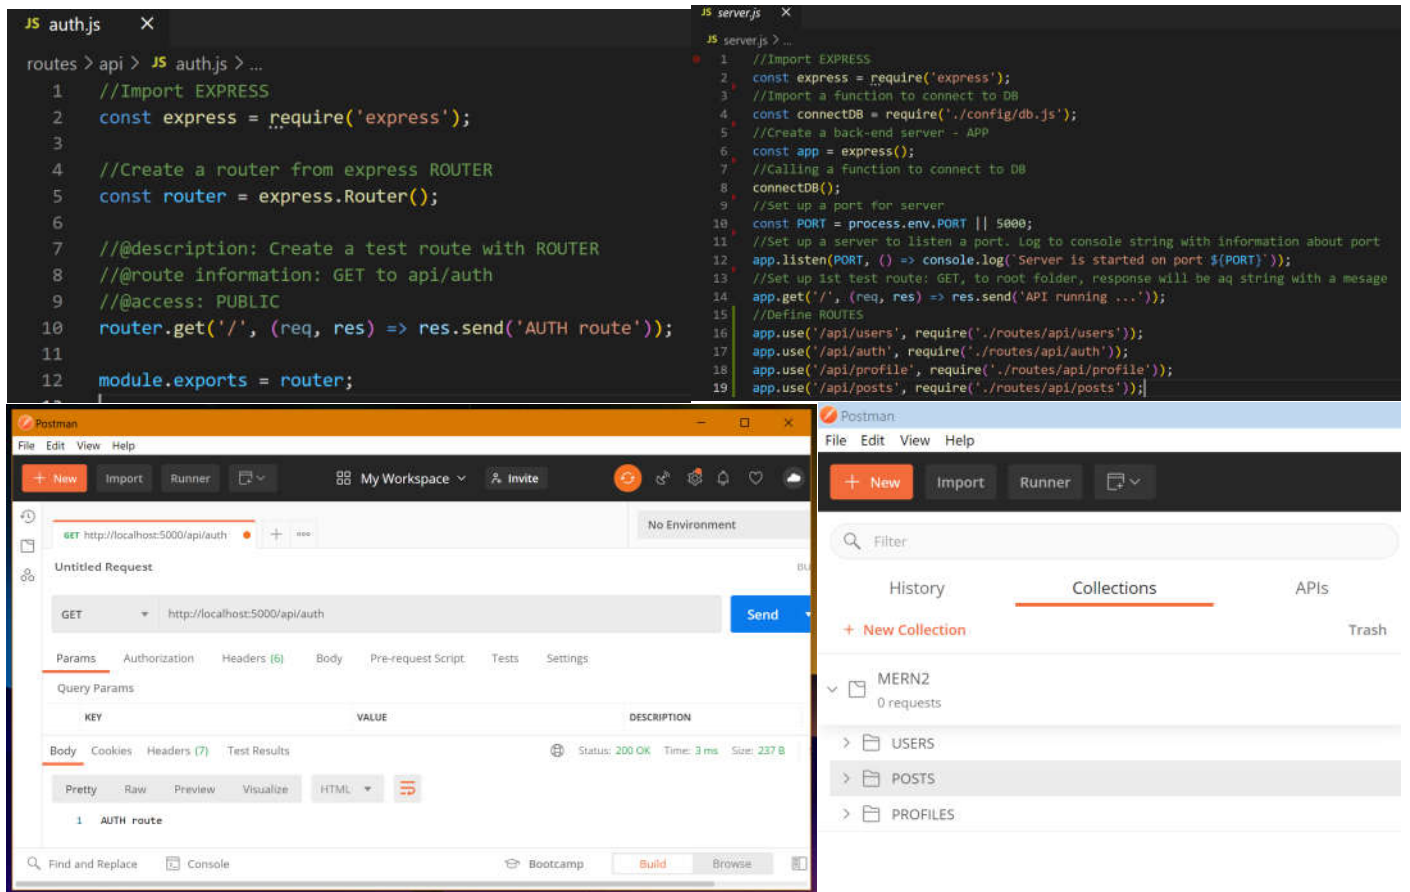 JS auth.js ×
routes > api > JS auth.js > ...
1 //Import EXPRESS
2 const express = require('express');
3
4 //Create a router from express ROUTER
5 const router = express.Router();
6
7 //@description: Create a test route with ROUTER
8 //@route information: GET to api/auth
9 //@access: PUBLIC
10 router.get('/', (req, res) => res.send('AUTH route'));
11
12 module.exports = router;
JS server.js ×
JS server.js > ...
1 //Import EXPRESS
2 const express = require('express');
3 //Import a function to connect to DB
4 const connectDB = require('./config/db.js');
5 //Create a back-end server - APP
6 const app = express();
7 //Calling a function to connect to DB
8 connectDB();
9 //Set up a port for server
10 const PORT = process.env.PORT || 5000;
11 //Set up a server to listen a port. Log to console string with information about port
12 app.listen(PORT, () => console.log(`Server is started on port ${PORT}`));
13 //Set up 1st test route: GET, to root folder, response will be aq string with a mesage
14 app.get('/', (req, res) => res.send('API running ...'));
15 //Define ROUTES
16 app.use('/api/users', require('./routes/api/users'));
17 app.use('/api/auth', require('./routes/api/auth'));
18 app.use('/api/profile', require('./routes/api/profile'));
19 app.use('/api/posts', require('./routes/api/posts'));
Postman
File Edit View Help
+ New Import Runner My Workspace Invite
GET http://localhost:5000/api/auth + ooo No Environment
Untitled Request BU
GET http://localhost:5000/api/auth Send
Params Authorization Headers (6) Body Pre-request Script Tests Settings
Query Params
KEY VALUE DESCRIPTION
Body Cookies Headers (7) Test Results Status: 200 OK Time: 3 ms Size: 237 B
Pretty Raw Preview Visualize HTML
1 AUTH route
Find and Replace Console Bootcamp Build Browse
Postman
File Edit View Help
+ New Import Runner
Filter
History Collections APIs
+ New Collection Trash
MERN2
0 requests
USERS
POSTS
PROFILES